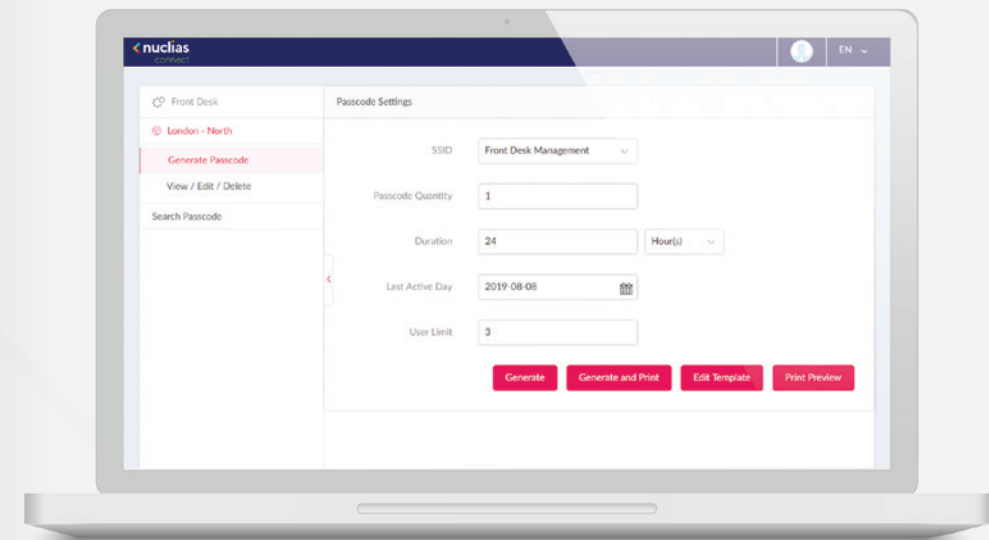 nuclias
connect
EN
Front Desk
London - North
Generate Passcode
View / Edit / Delete
Search Passcode
Passcode Settings
SSID Front Desk Management
Passcode Quantity 1
Duration 24 Hour(s)
Last Active Day 2019-08-08
User Limit 3
Generate Generate and Print Edit Template Print Preview